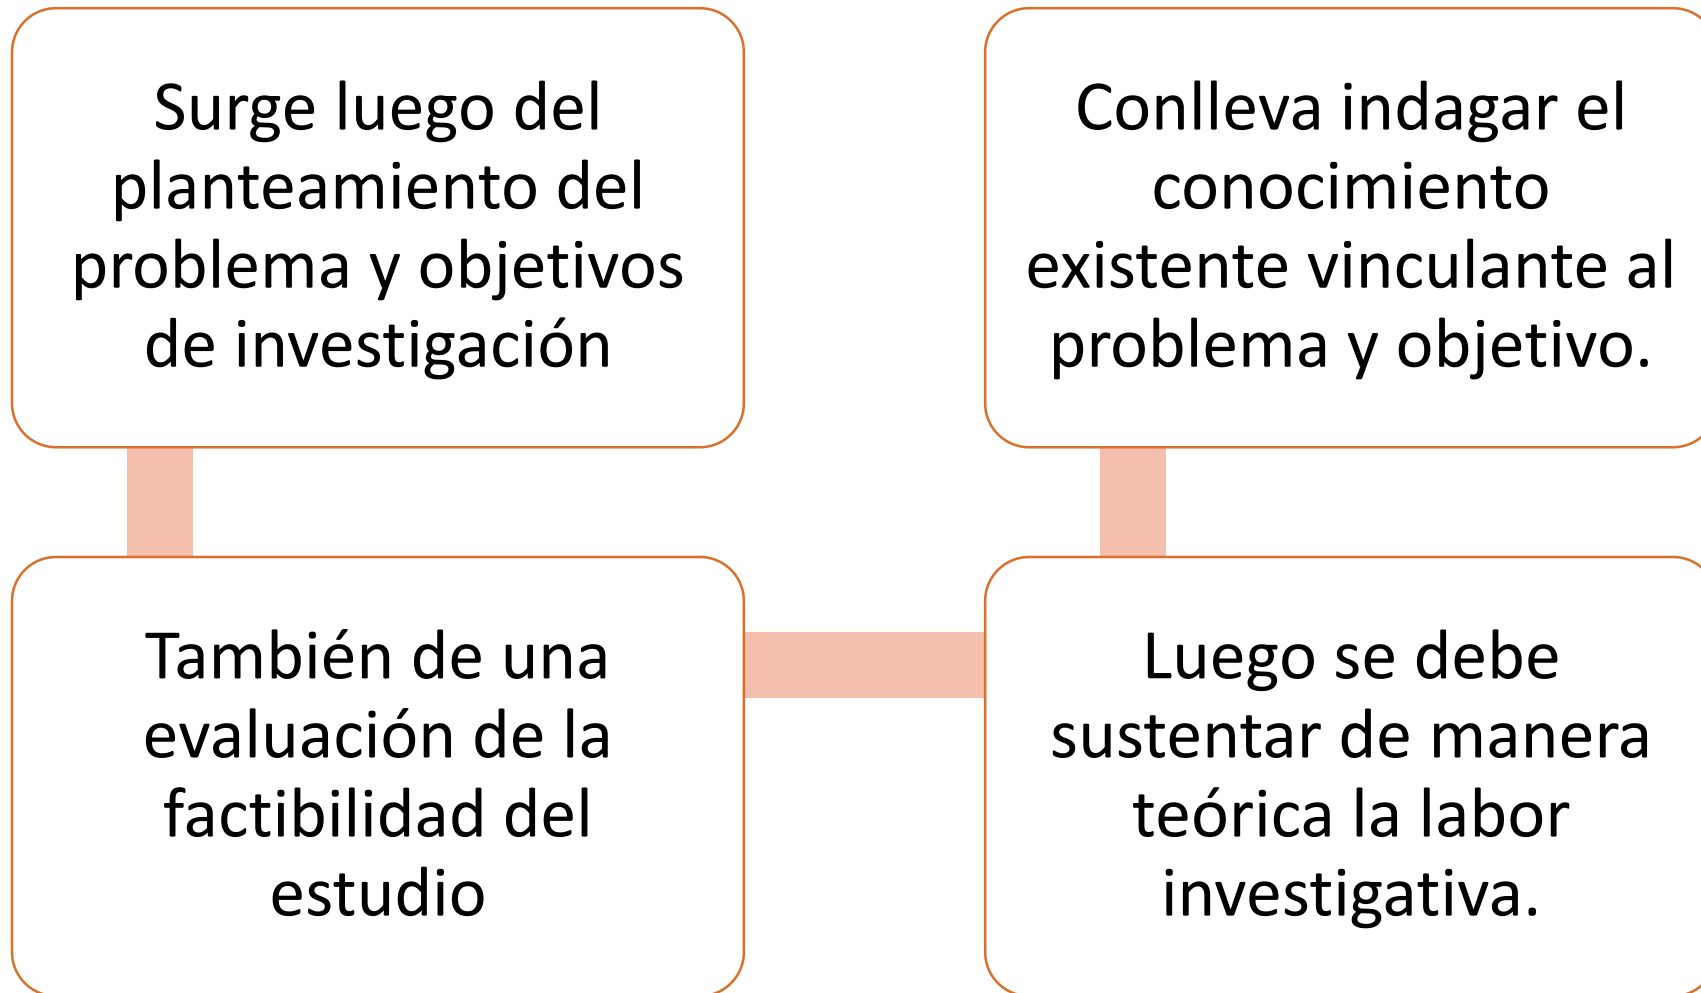 Surge luego del
planteamiento del
problema y objetivos
de investigación
También de una
evaluación de la
factibilidad del
estudio
Luego se debe
sustentar de manera
teórica la labor
investigativa.
Conlleva indagar el
conocimiento
existente vinculante al
problema y objetivo.